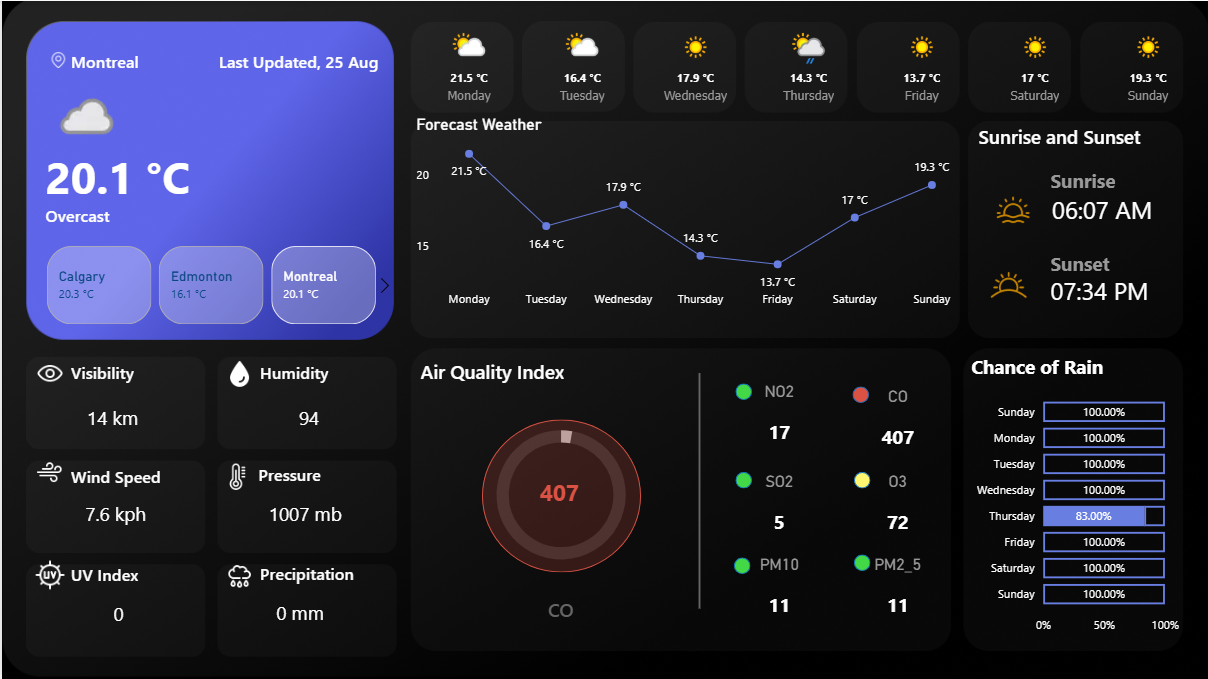 Montreal
Last Updated, 25 Aug
20.1 °C
Overcast
Calgary
20.3 °C
Edmonton
16.1 °C
Montreal
20.1 °C
21.5 °C
Monday
16.4 °C
Tuesday
17.9 °C
Wednesday
14.3 °C
Thursday
13.7 °C
Friday
17 °C
Saturday
19.3 °C
Sunday
Forecast Weather
20
15
21.5 °C
16.4 °C
17.9 °C
14.3 °C
13.7 °C
17 °C
19.3 °C
Monday
Tuesday
Wednesday
Thursday
Friday
Saturday
Sunday
Sunrise and Sunset
Sunrise
06:07 AM
Sunset
07:34 PM
Visibility
14 km
Humidity
94
Wind Speed
7.6 kph
Pressure
1007 mb
UV
UV Index
0
Precipitation
0 mm
Air Quality Index
407
CO
NO2
17
CO
407
SO2
5
O3
72
PM10
11
PM2_5
11
Chance of Rain
Sunday 100.00%
Monday 100.00%
Tuesday 100.00%
Wednesday 100.00%
Thursday 83.00%
Friday 100.00%
Saturday 100.00%
Sunday 100.00%
0% 50% 100%